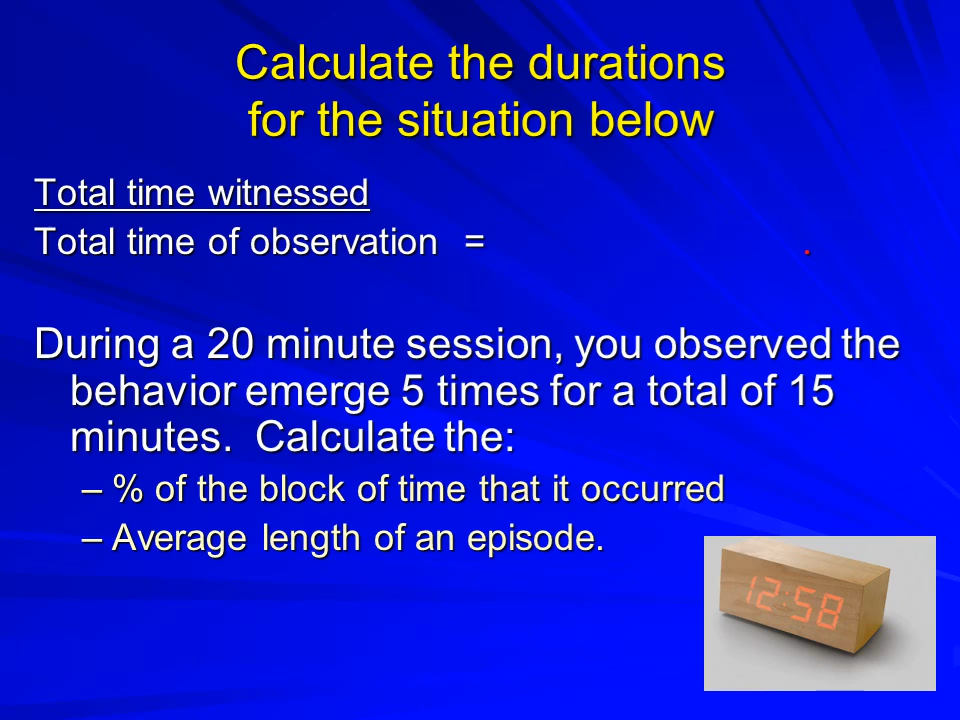 Calculate the durations
for the situation below
Total time witnessed
Total time of observation = .
During a 20 minute session, you observed the
behavior emerge 5 times for a total of 15
minutes. Calculate the:
– % of the block of time that it occurred
– Average length of an episode.
12:58